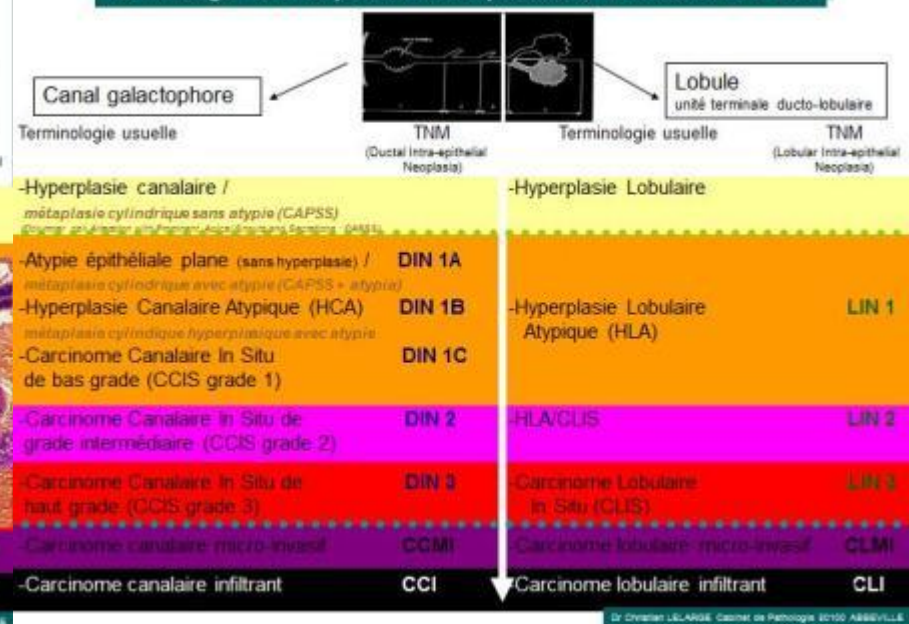 Canal galactophore
Lobule
unité terminale ducto-lobulaire
Terminologie usuelle
TNM
(Ductal Intra-epithelial
Neoplasia)
Terminologie usuelle
TNM
(Lobular Intra-epithelial
Neoplasia)
-Hyperplasie canalaire /
métaplasie cylindrique sans atypie (CAPSS)
-Hyperplasie Lobulaire
-Atypie épithéliale plane (sans hyperplasie) / DIN 1A
métaplasie cylindrique avec atypie (CAPSS + atypia)
-Hyperplasie Canalaire Atypique (HCA) DIN 1B
métaplasie cylindique hyperplasique avec atypie
-Hyperplasie Lobulaire LIN 1
Atypique (HLA)
-Carcinome Canalaire In Situ DIN 1C
de bas grade (CCIS grade 1)
-Carcinome Canalaire In Situ de DIN 2
grade intermédiaire (CCIS grade 2)
-HLA/CLIS LIN 2
-Carcinome Canalaire In Situ de DIN 3
haut grade (CCIS grade 3)
-Carcinome Lobulaire LIN 3
In Situ (CLIS)
-Carcinome canalaire micro-invasif CCMI
-Carcinome lobulaire micro-invasif CLMI
-Carcinome canalaire infiltrant CCI
-Carcinome lobulaire infiltrant CLI
Dr Christian LELARGE Cabinet de Pathologie 80100 ABBEVILLE